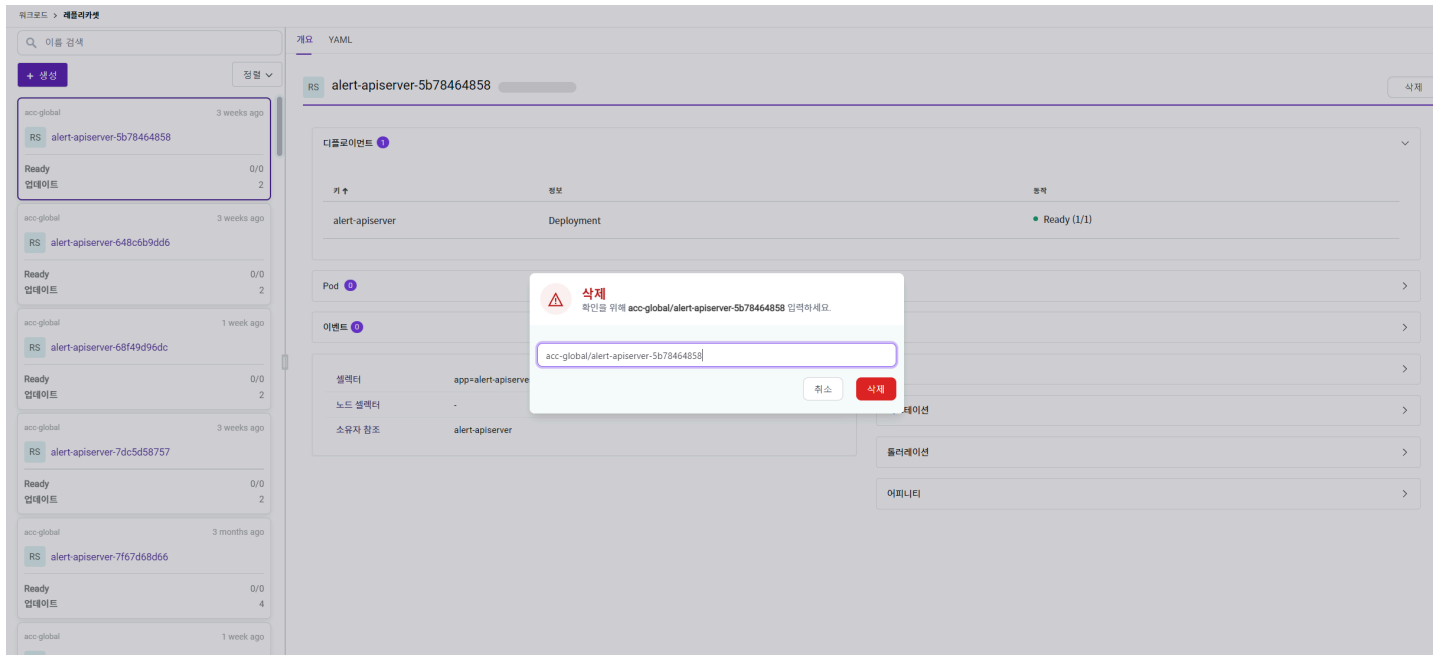 워크로드 > 레플리카셋
이름 검색
+ 생성
정렬
acc-global 3 weeks ago
RS alert-apiserver-5b78464858
Ready 0/0
업데이트 2
acc-global 3 weeks ago
RS alert-apiserver-648c6b9dd6
Ready 0/0
업데이트 2
acc-global 1 week ago
RS alert-apiserver-68f49d96dc
Ready 0/0
업데이트 2
acc-global 3 weeks ago
RS alert-apiserver-7dc5d58757
Ready 0/0
업데이트 2
acc-global 3 months ago
RS alert-apiserver-7f67d68d66
Ready 0/0
업데이트 4
acc-global 1 week ago
개요 YAML
RS alert-apiserver-5b78464858
삭제
디플로이먼트 1
키 정보 동작
alert-apiserver Deployment Ready (1/1)
Pod 0
이벤트 0
셀렉터 app=alert-apiserve
노드 셀렉터 -
소유자 참조 alert-apiserver
테이션
톨러레이션
어피니티
삭제
확인을 위해 acc-global/alert-apiserver-5b78464858 입력하세요.
acc-global/alert-apiserver-5b78464858
취소 삭제